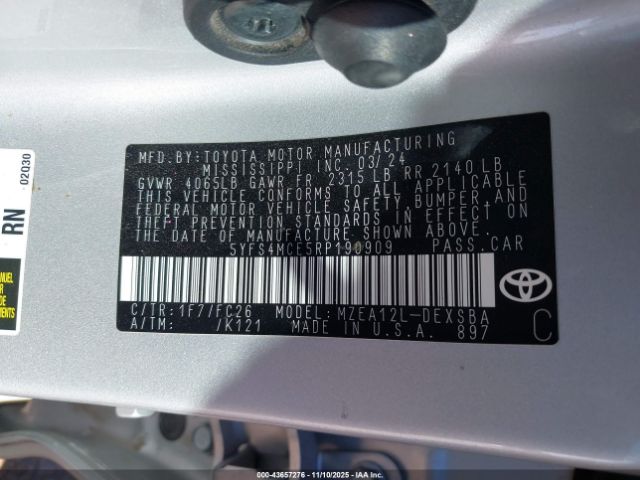 MFD. BY: TOYOTA MOTOR MANUFACTURING
MISSISSIPPI, INC. 03/24
GVWR 4065LB GAWR FR 2315 LB RR 2140 LB
THIS VEHICLE CONFORMS TO ALL APPLICABLE
FEDERAL MOTOR VEHICLE SAFETY, BUMPER, AND
THEFT PREVENTION STANDARDS IN EFFECT ON
THE DATE OF MANUFACTURE SHOWN ABOVE.
5YFS4MCE5RP190909 PASS.CAR
C/TR: 1F7/FC26 MODEL: MZEA12L-DEXSBA
A/TM: /K121 MADE IN U.S.A. 897
C
TOYOTA
02030
RN
000-43657276 — 11/10/2025 — IAAI.COM